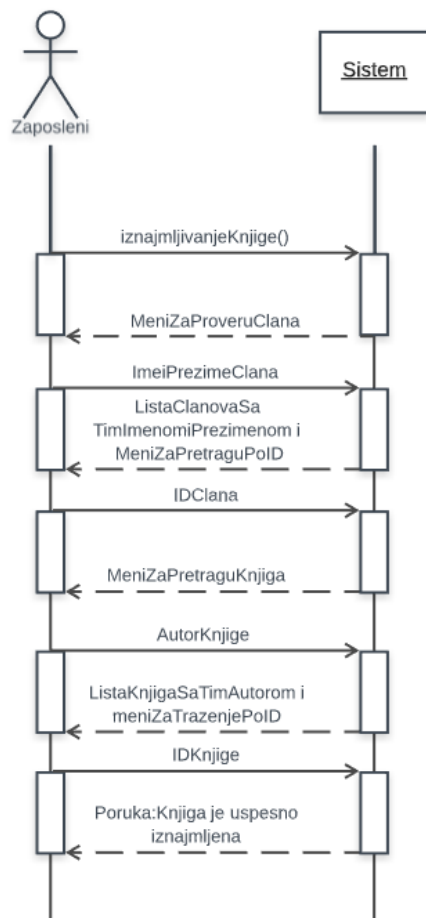 Zaposleni
Sistem
iznajmljivanjeKnjige()
MeniZaProveruClana
ImeiPrezimeClana
ListaClanovaSa
TimImenomiPrezimenom i
MeniZaPretraguPoID
IDClana
MeniZaPretraguKnjiga
AutorKnjige
ListaKnjigaSaTimAutorom i
meniZaTrazenjePoID
IDKnjige
Poruka:Knjiga je uspesno
iznajmljena